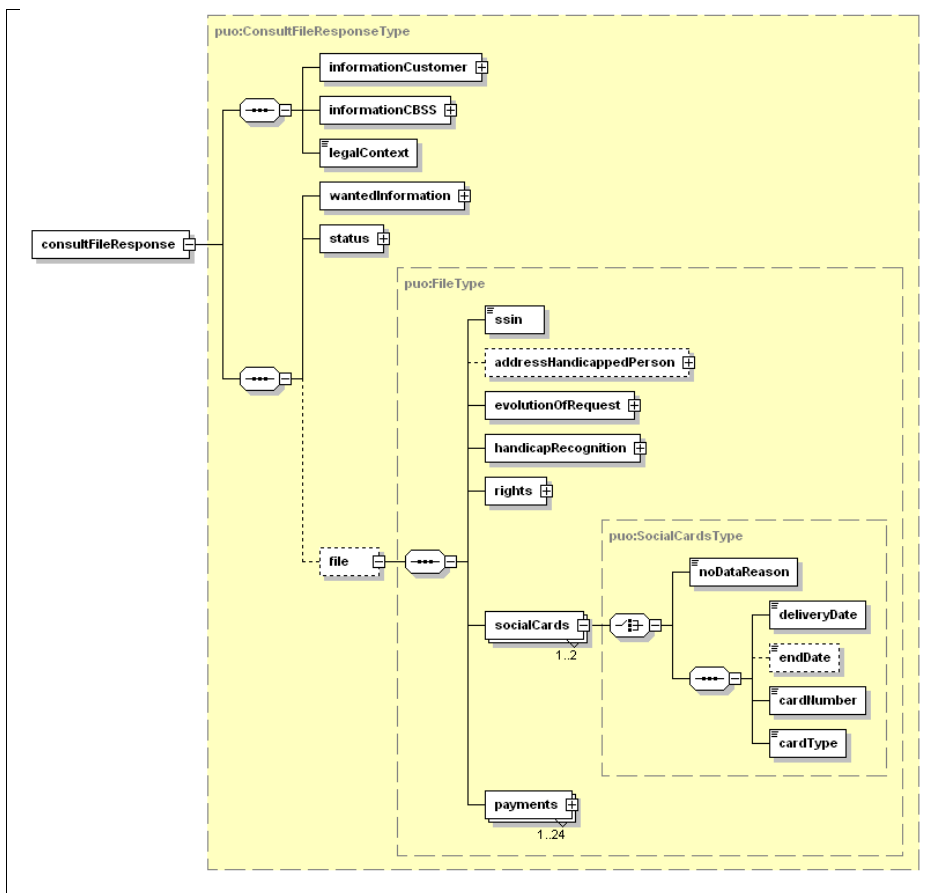 puo:ConsultFileResponseType
informationCustomer
informationCBSS
legalContext
wantedInformation
consultFileResponse
status
puo:FileType
ssin
addressHandicappedPerson
evolutionOfRequest
handicapRecognition
rights
puo:SocialCardsType
file
noDataReason
deliveryDate
socialCards
1..2
endDate
cardNumber
cardType
payments
1..24